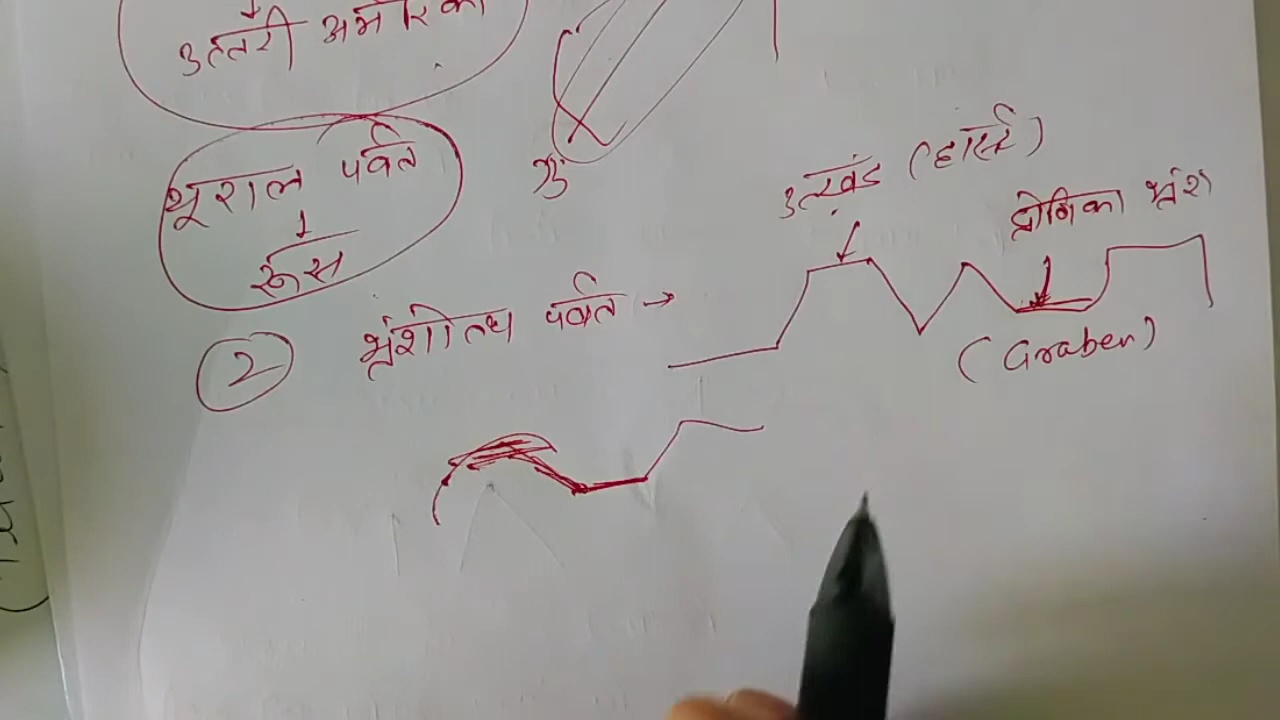 उत्तरी अमेरिका
यूराल पर्वत
रूस
उत्खंड (हॉर्स्ट)
द्रोणिका भ्रंश
(Graben)
2 भ्रंशोत्थ पर्वत →